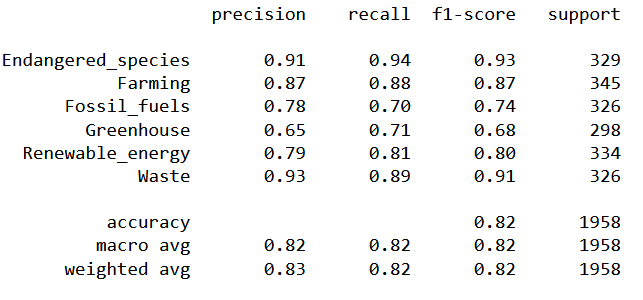 precision recall f1-score support
Endangered_species 0.91 0.94 0.93 329
Farming 0.87 0.88 0.87 345
Fossil_fuels 0.78 0.70 0.74 326
Greenhouse 0.65 0.71 0.68 298
Renewable_energy 0.79 0.81 0.80 334
Waste 0.93 0.89 0.91 326
accuracy 0.82 1958
macro avg 0.82 0.82 0.82 1958
weighted avg 0.83 0.82 0.82 1958